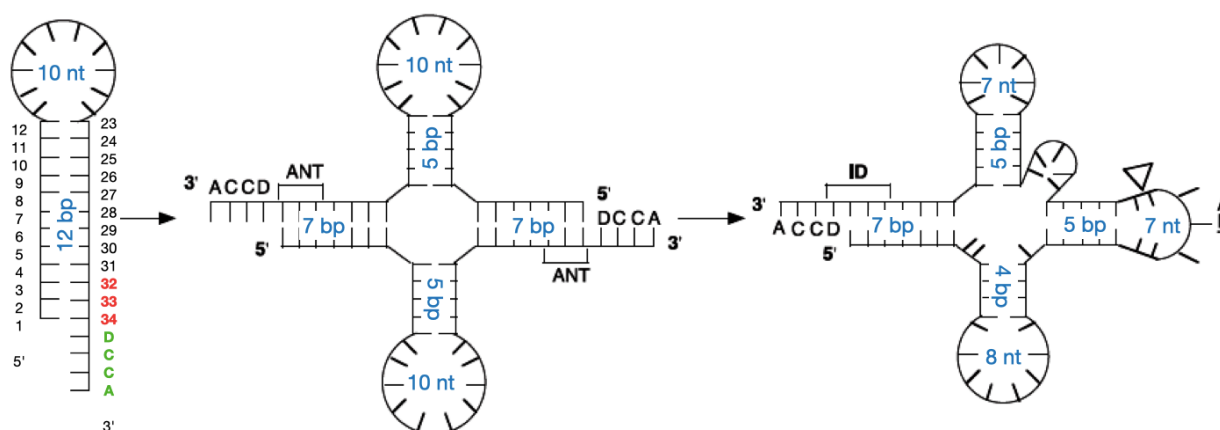 10 nt
12
11
10
9
8
7
6
5
4
3
2
1
5'
12 bp
23
24
25
26
27
28
29
30
31
32
33
34
D
C
C
A
3'
10 nt
5 bp
3' ACCD ANT
7 bp
5'
5'
7 bp
DCCA
3'
ANT
5 bp
10 nt
7 nt
5 bp
ID
3'
7 bp
ACCD
5'
5 bp
7 nt
4 bp
8 nt